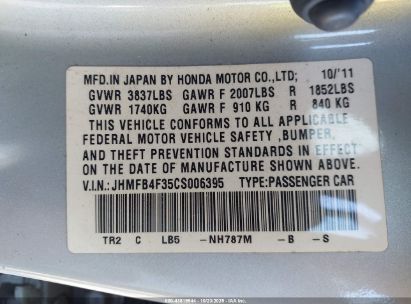 MFD.IN JAPAN BY HONDA MOTOR CO.,LTD; 10/'11
GVWR 3837LBS GAWR F 2007LBS R 1852LBS
GVWR 1740KG GAWR F 910 KG R 840 KG
THIS VEHICLE CONFORMS TO ALL APPLICABLE
FEDERAL MOTOR VEHICLE SAFETY ,BUMPER,
AND THEFT PREVENTION STANDARDS IN EFFECT
ON THE DATE OF MANUFACTURE SHOWN ABOVE.
V.I.N.: JHMFB4F35CS006395 TYPE:PASSENGER CAR
TR2 C LB5 -NH787M -B -S